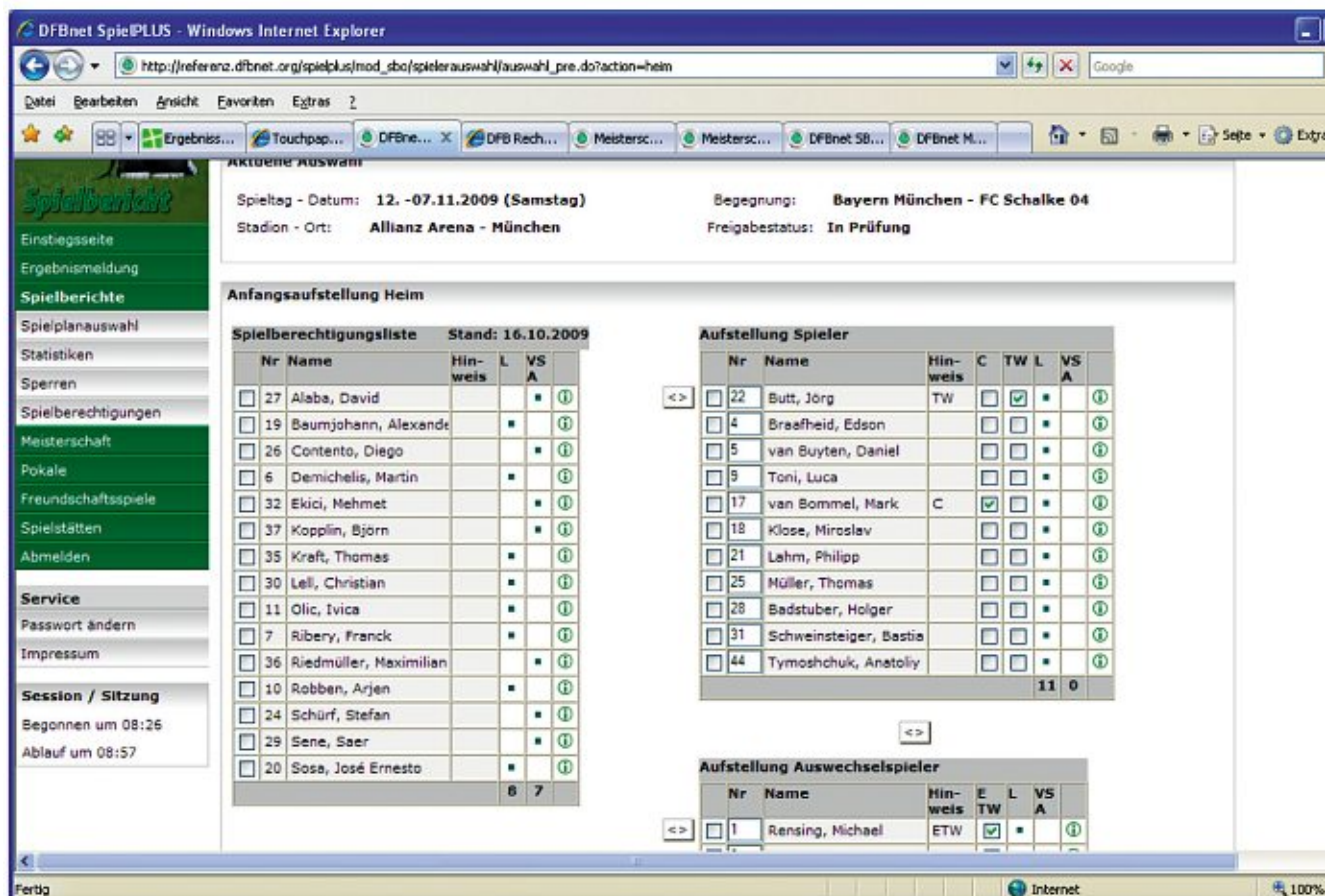 DFBnet SpielPLUS - Windows Internet Explorer
http://referenz.dfbnet.org/spielplus/mod_sbo/spielerauswahl/auswahl_pre.do?action=heim
Google
Datei Bearbeiten Ansicht Favoriten Extras ?
Ergebniss... Touchpap... DFBne... X DFB Rech... Meistersc... Meistersc... DFBnet SB... DFBnet M... Seite Extra
Aktuelle Auswahl
Spielbericht
Spieltag - Datum: 12. -07.11.2009 (Samstag) Begegnung: Bayern München - FC Schalke 04
Stadion - Ort: Allianz Arena - München Freigabestatus: In Prüfung
Einstiegsseite
Ergebnismeldung
Spielberichte
Spielplanauswahl
Statistiken
Sperren
Spielberechtigungen
Meisterschaft
Pokale
Freundschaftsspiele
Spielstätten
Abmelden
Service
Passwort ändern
Impressum
Session / Sitzung
Begonnen um 08:26
Ablauf um 08:57
Anfangsaufstellung Heim
Spielberechtigungsliste Stand: 16.10.2009
Nr Name Hin-weis L VS A
27 Alaba, David
19 Baumjohann, Alexande
26 Contento, Diego
6 Demichelis, Martin
32 Ekici, Mehmet
37 Kopplin, Björn
35 Kraft, Thomas
30 Lell, Christian
11 Olic, Ivica
7 Ribery, Franck
36 Riedmüller, Maximilian
10 Robben, Arjen
24 Schürf, Stefan
29 Sene, Saer
20 Sosa, José Ernesto
8 7
Aufstellung Spieler
Nr Name Hin-weis C TW L VS A
<> 22 Butt, Jörg TW
4 Braafheid, Edson
5 van Buyten, Daniel
9 Toni, Luca
17 van Bommel, Mark C
18 Klose, Miroslav
21 Lahm, Philipp
25 Müller, Thomas
28 Badstuber, Holger
31 Schweinsteiger, Bastia
44 Tymoshchuk, Anatoliy
11 0
<>
Aufstellung Auswechselspieler
Nr Name Hin-weis E TW L VS A
<> 1 Rensing, Michael ETW
Fertig Internet 100%